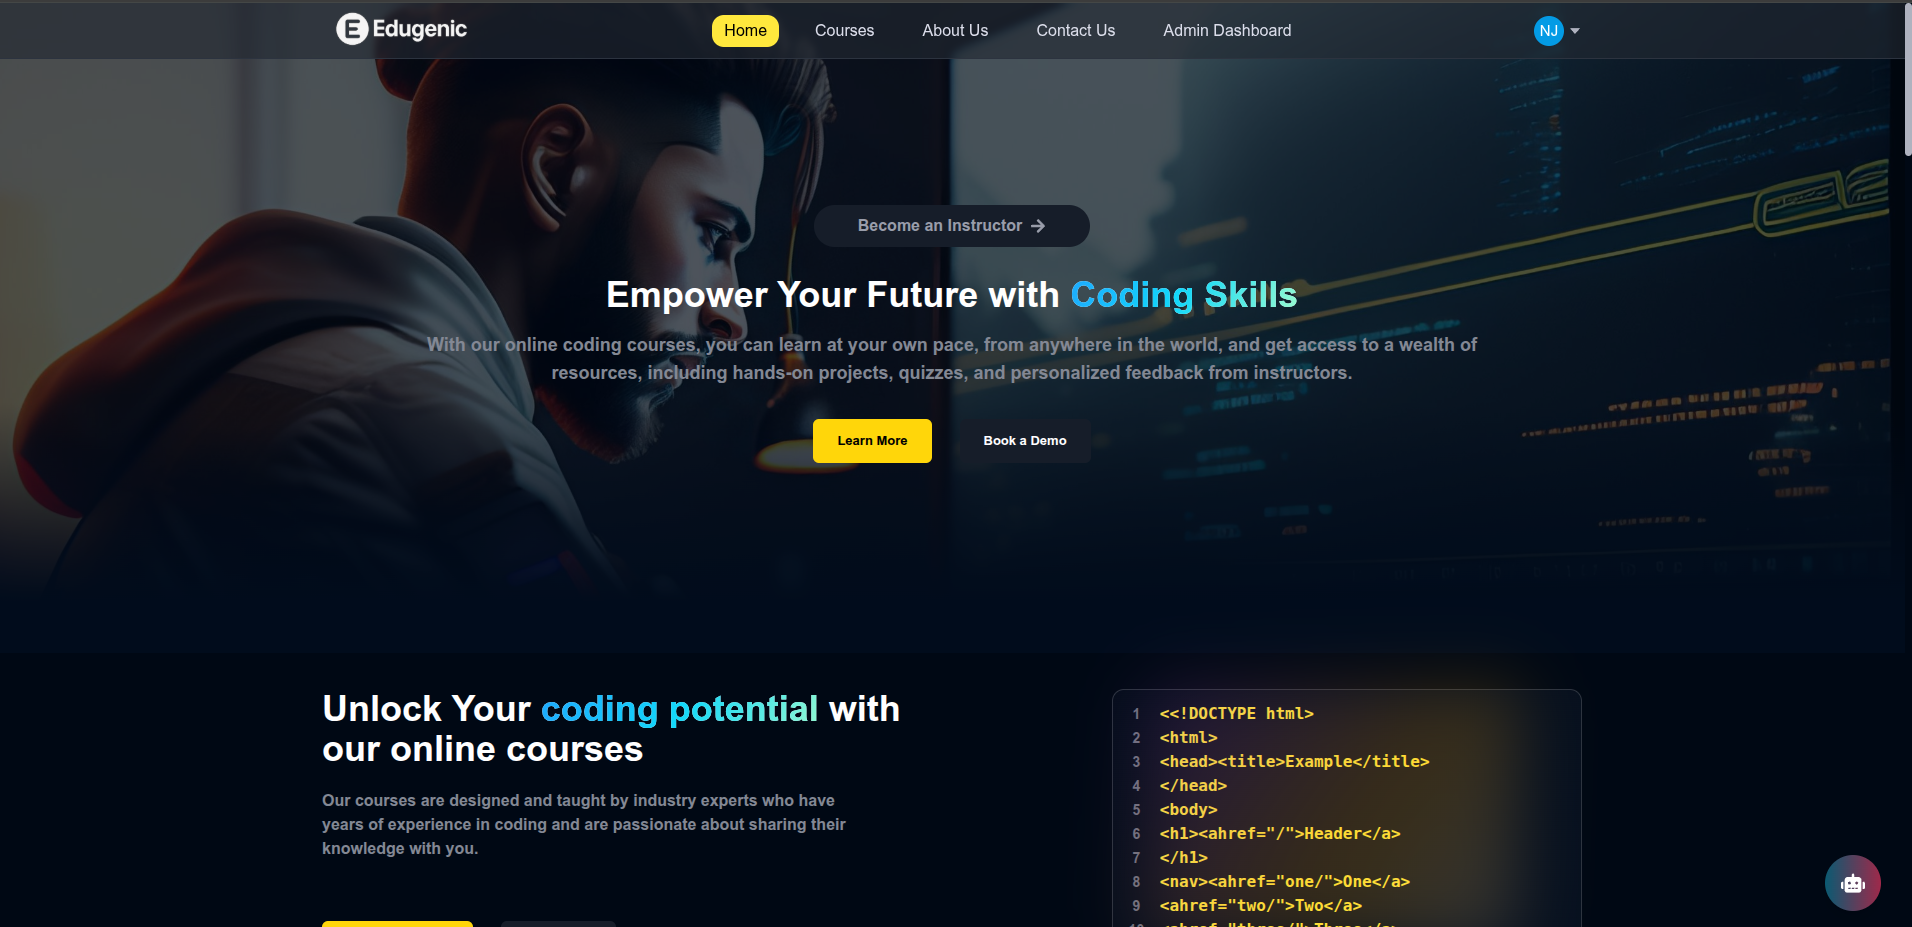 Edugenic
Home
Courses
About Us
Contact Us
Admin Dashboard
NJ
Become an Instructor →
Empower Your Future with Coding Skills
With our online coding courses, you can learn at your own pace, from anywhere in the world, and get access to a wealth of
resources, including hands-on projects, quizzes, and personalized feedback from instructors.
Learn More
Book a Demo
Unlock Your coding potential with
our online courses
Our courses are designed and taught by industry experts who have
years of experience in coding and are passionate about sharing their
knowledge with you.
1 <<!DOCTYPE html>
2 <html>
3 <head><title>Example</title>
4 </head>
5 <body>
6 <h1><ahref="/">Header</a>
7 </h1>
8 <nav><ahref="one/">One</a>
9 <ahref="two/">Two</a>